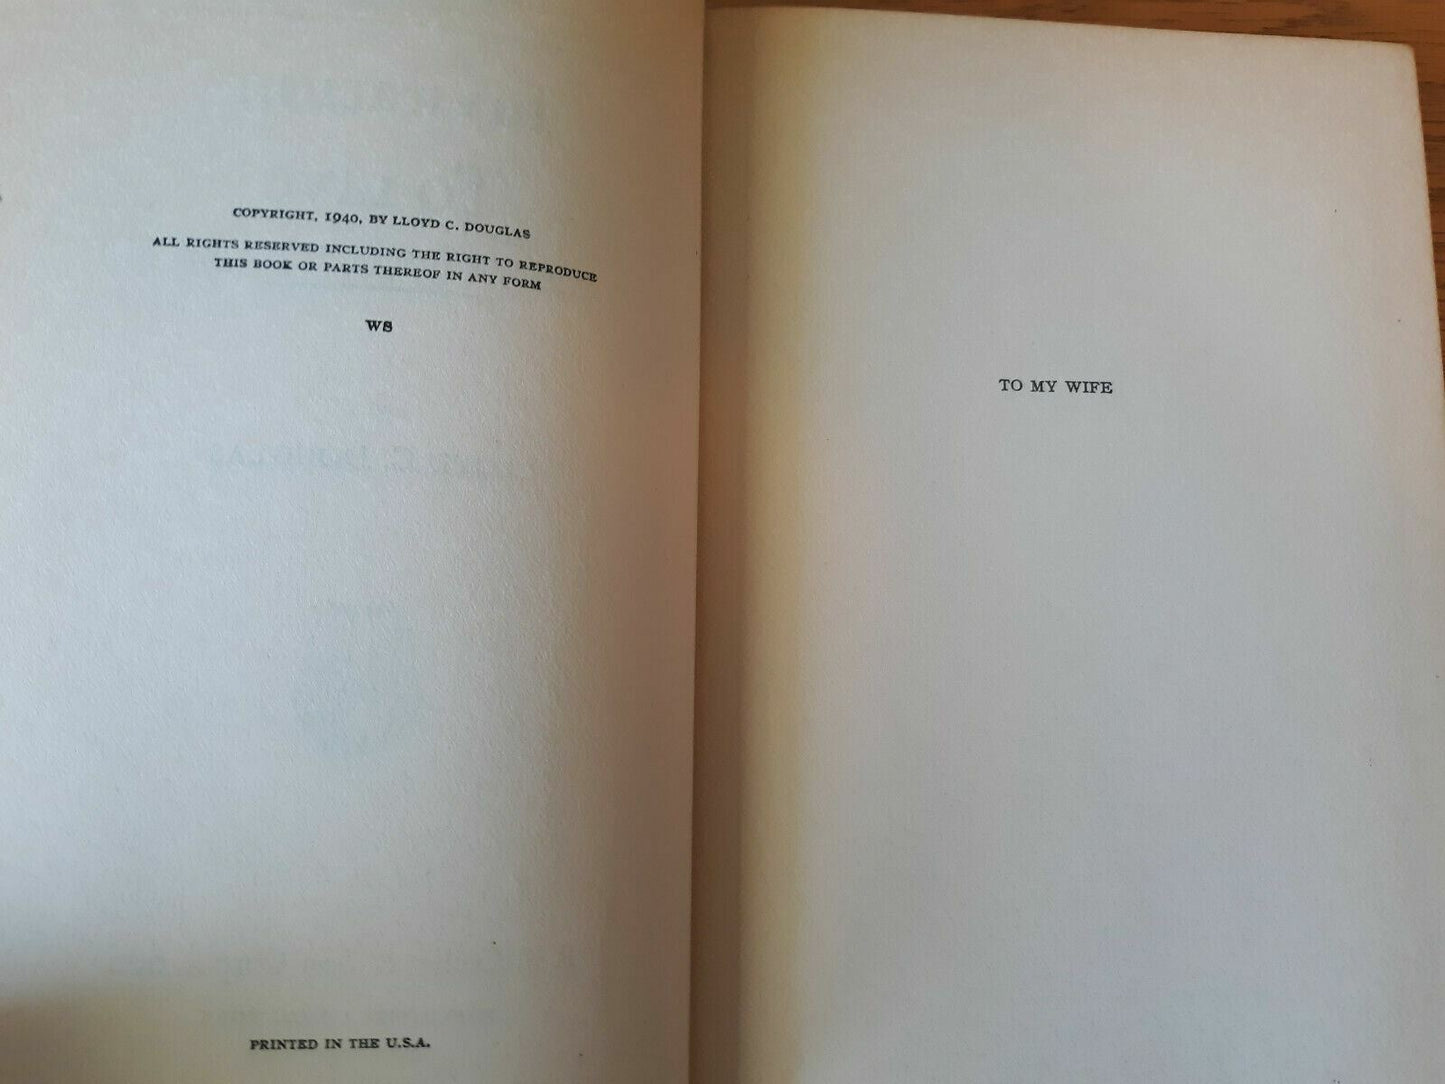 COPYRIGHT, 1940, BY LLOYD C. DOUGLAS
ALL RIGHTS RESERVED INCLUDING THE RIGHT TO REPRODUCE
THIS BOOK OR PARTS THEREOF IN ANY FORM
WS
PRINTED IN THE U.S.A.
TO MY WIFE